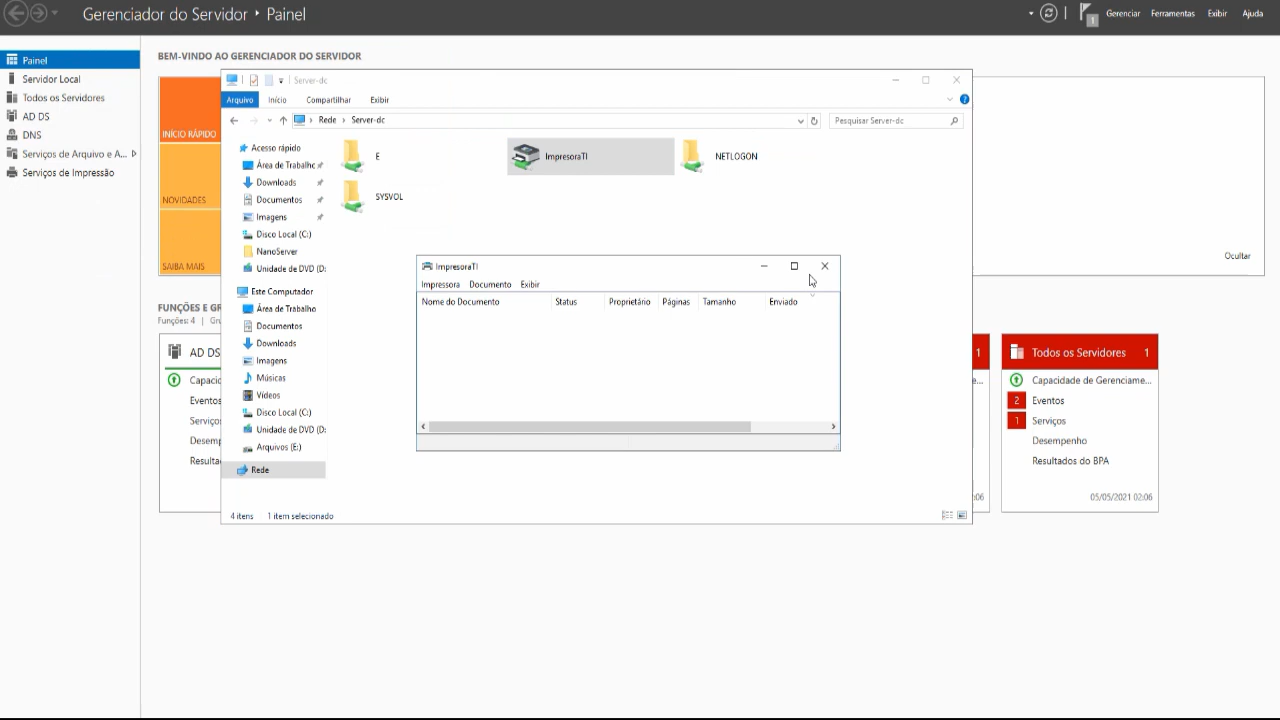 Gerenciador do Servidor ‣ Painel
1
Gerenciar Ferramentas Exibir Ajuda
Painel
Servidor Local
Todos os Servidores
AD DS
DNS
Serviços de Arquivo e A...
Serviços de Impressão
BEM-VINDO AO GERENCIADOR DO SERVIDOR
INÍCIO RÁPIDO
NOVIDADES
SAIBA MAIS
Ocultar
Server-dc
Arquivo Início Compartilhar Exibir
Rede > Server-dc
Pesquisar Server-dc
Acesso rápido
Área de Trabalho
Downloads
Documentos
Imagens
Disco Local (C:)
NanoServer
Unidade de DVD (D:
Este Computador
Área de Trabalho
Documentos
Downloads
Imagens
Músicas
Vídeos
Disco Local (C:)
Unidade de DVD (D:
Arquivos (E:)
Rede
E
ImpresoraTI
NETLOGON
SYSVOL
4 itens 1 item selecionado
ImpresoraTI
Impressora Documento Exibir
Nome do Documento Status Proprietário Páginas Tamanho Enviado
FUNÇÕES E GR
Funções: 4 | Gru
AD DS
Capacid
Eventos
Serviços
Desemp
Resulta
1
e...
:06
Todos os Servidores 1
Capacidade de Gerenciame...
2 Eventos
1 Serviços
Desempenho
Resultados do BPA
05/05/2021 02:06